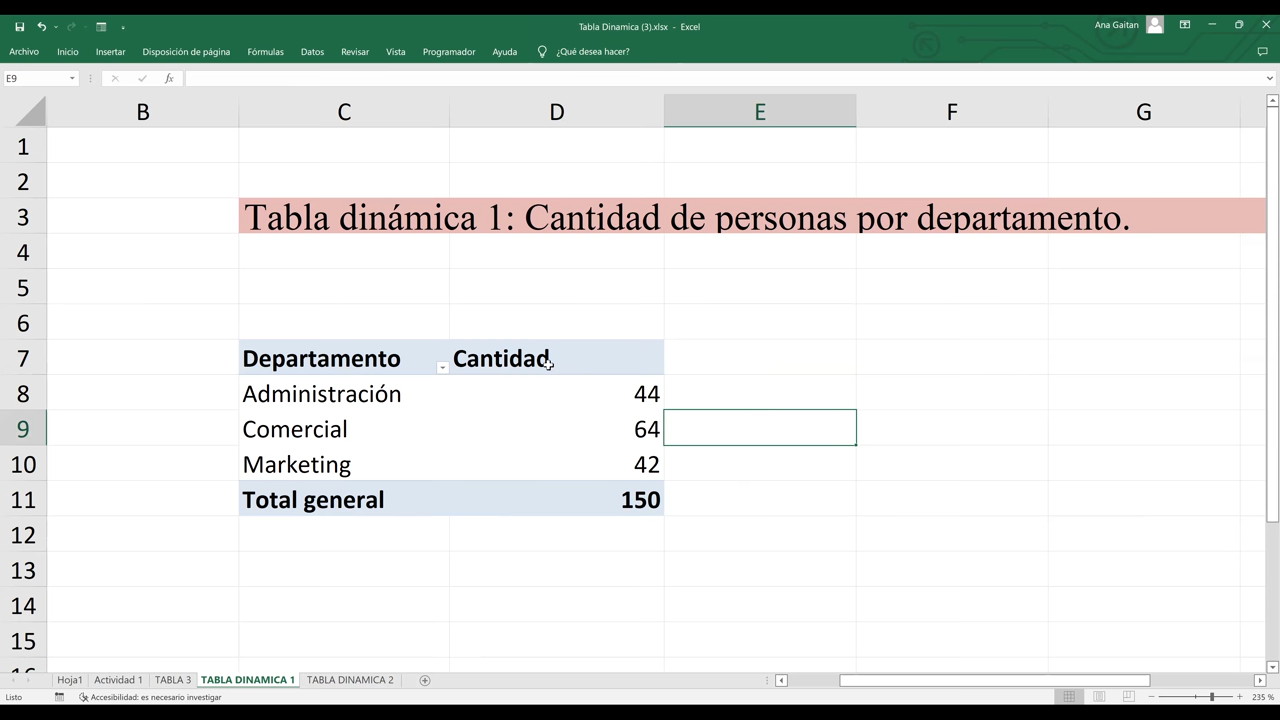 Tabla Dinamica (3).xlsx - Excel
Ana Gaitan
Archivo Inicio Insertar Disposición de página Fórmulas Datos Revisar Vista Programador Ayuda ¿Qué desea hacer?
E9 fx
B C D E F G
1
2
3 Tabla dinámica 1: Cantidad de personas por departamento.
4
5
6
7 Departamento Cantidad
8 Administración 44
9 Comercial 64
10 Marketing 42
11 Total general 150
12
13
14
15
16
Hoja1 Actividad 1 TABLA 3 TABLA DINAMICA 1 TABLA DINAMICA 2
Listo Accesibilidad: es necesario investigar 235 %